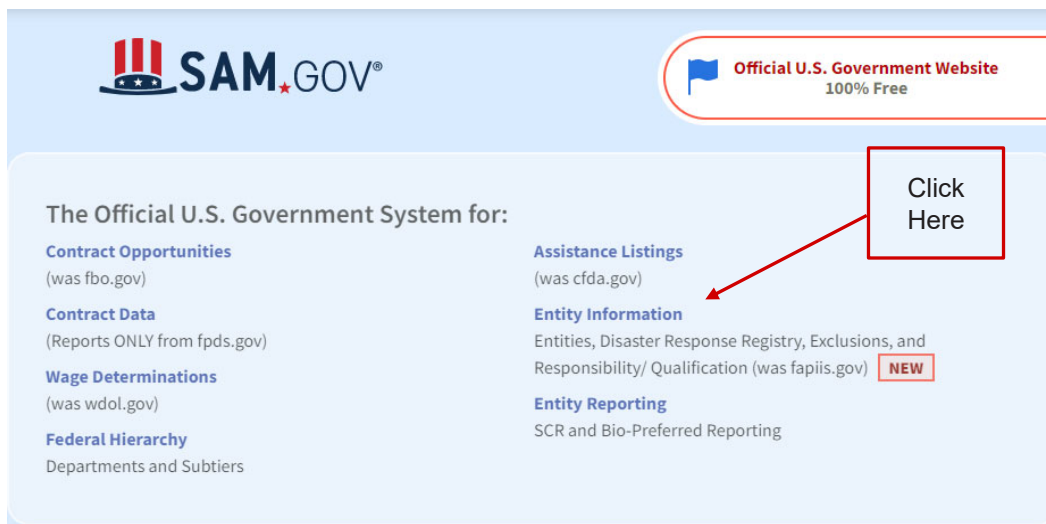 SAM.GOV®
Official U.S. Government Website
100% Free
Click
Here
The Official U.S. Government System for:
Contract Opportunities
(was fbo.gov)
Contract Data
(Reports ONLY from fpds.gov)
Wage Determinations
(was wdol.gov)
Federal Hierarchy
Departments and Subtiers
Assistance Listings
(was cfda.gov)
Entity Information
Entities, Disaster Response Registry, Exclusions, and
Responsibility/ Qualification (was fapiis.gov) NEW
Entity Reporting
SCR and Bio-Preferred Reporting